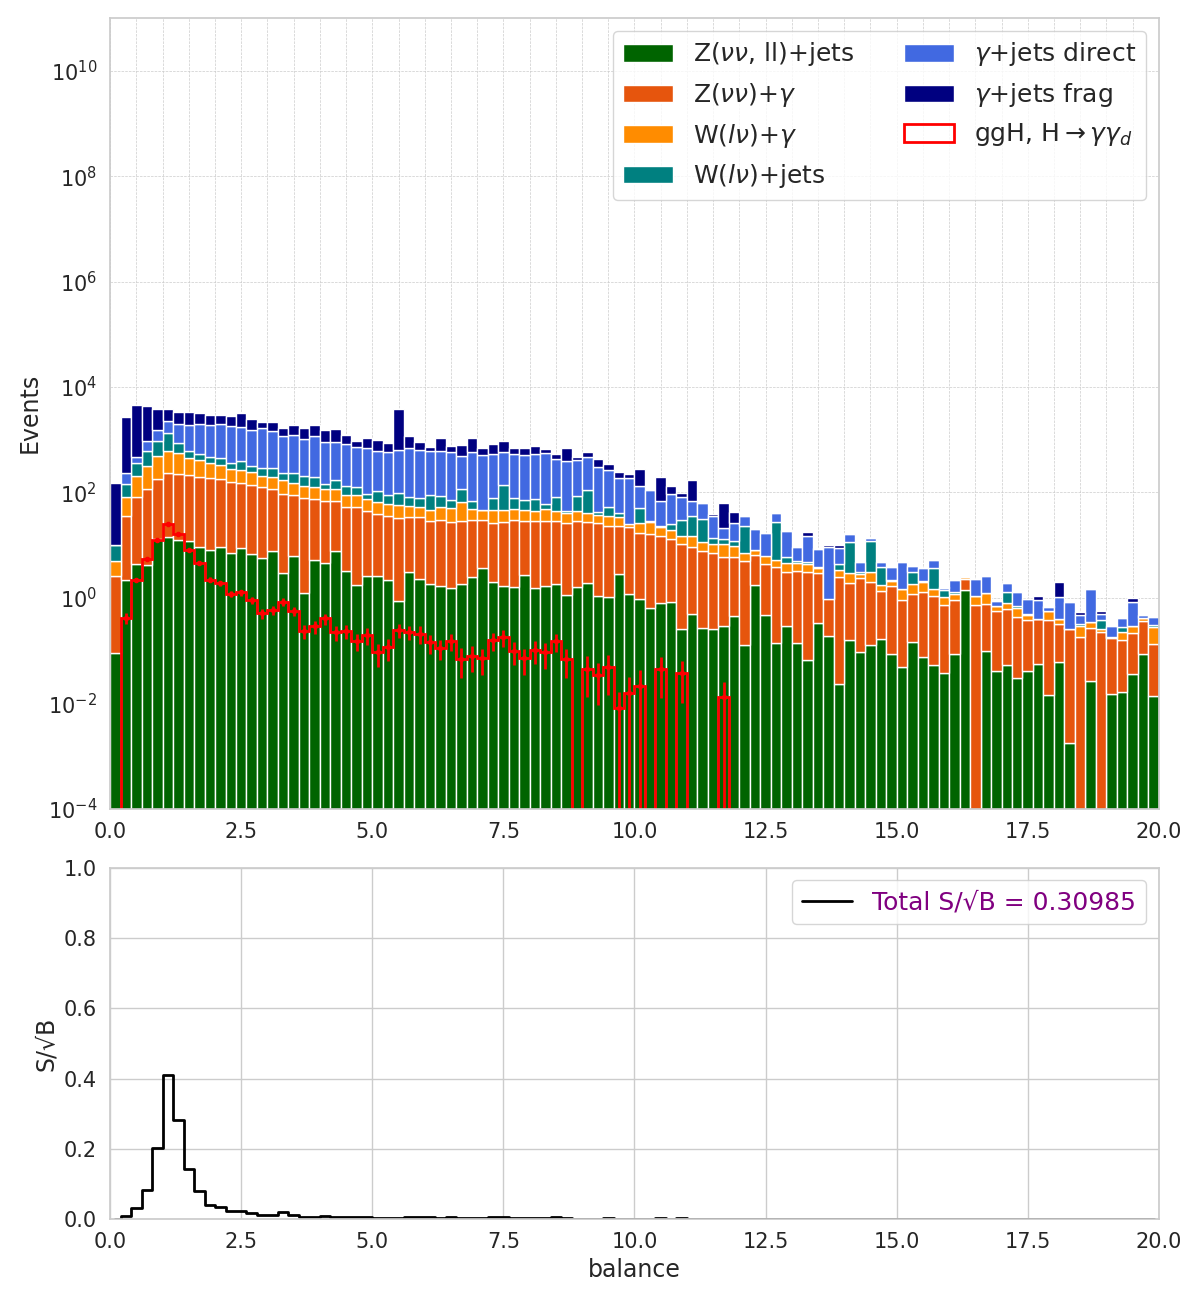 Z(νν, ll)+jets
Z(νν)+γ
W(lν)+γ
W(lν)+jets
γ+jets direct
γ+jets frag
ggH, H→γγ_d
Events
10^10
10^8
10^6
10^4
10^2
10^0
10^−2
10^−4
0.0 2.5 5.0 7.5 10.0 12.5 15.0 17.5 20.0
Total S/√B = 0.30985
S/√B
1.0
0.8
0.6
0.4
0.2
0.0
0.0 2.5 5.0 7.5 10.0 12.5 15.0 17.5 20.0
balance